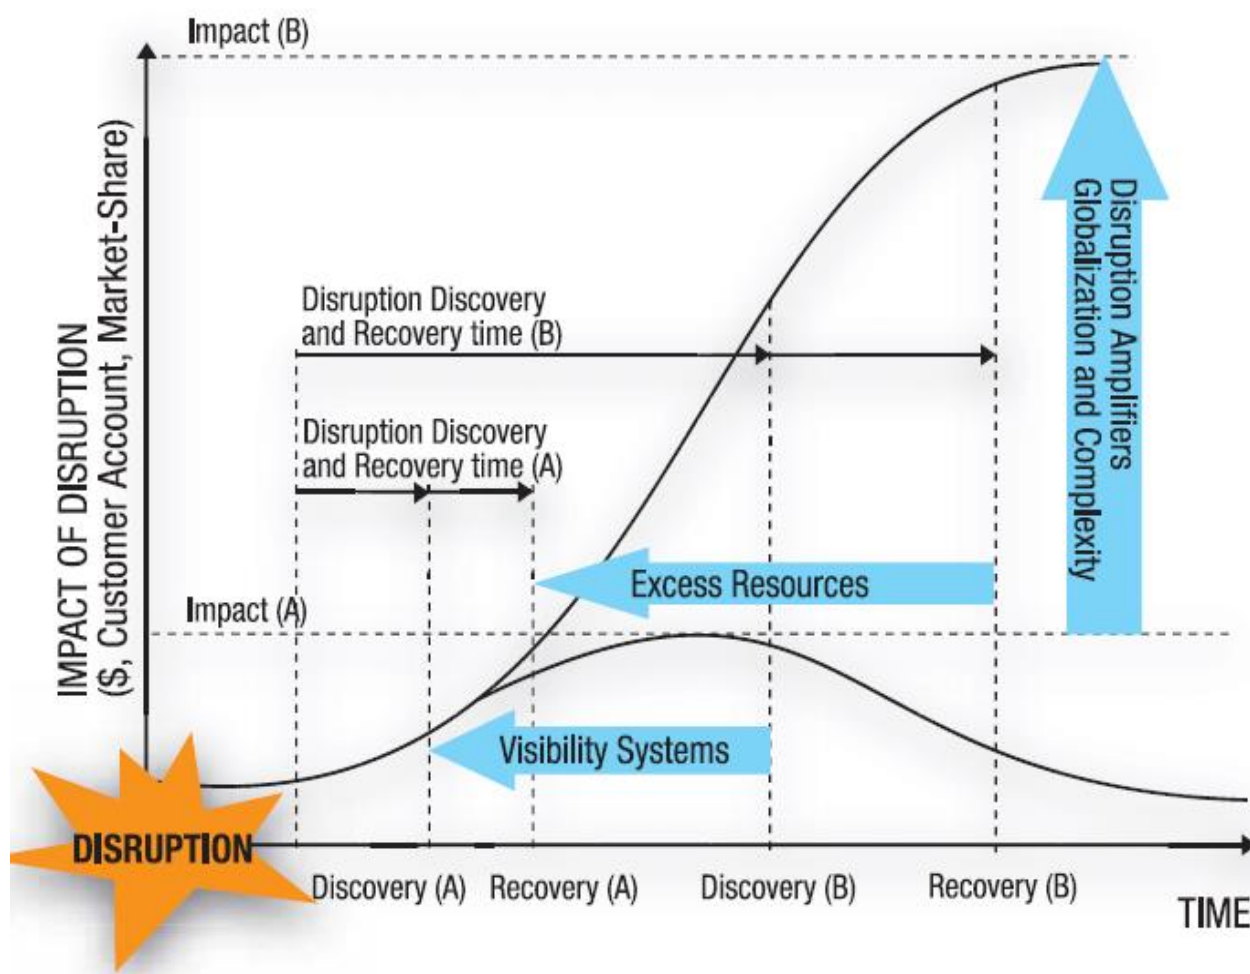 Impact (B)
IMPACT OF DISRUPTION
($, Customer Account, Market-Share)
Disruption Discovery
and Recovery time (B)
Disruption Discovery
and Recovery time (A)
Disruption Amplifiers
Globalization and Complexity
Excess Resources
Impact (A)
Visibility Systems
DISRUPTION
Discovery (A)
Recovery (A)
Discovery (B)
Recovery (B)
TIME